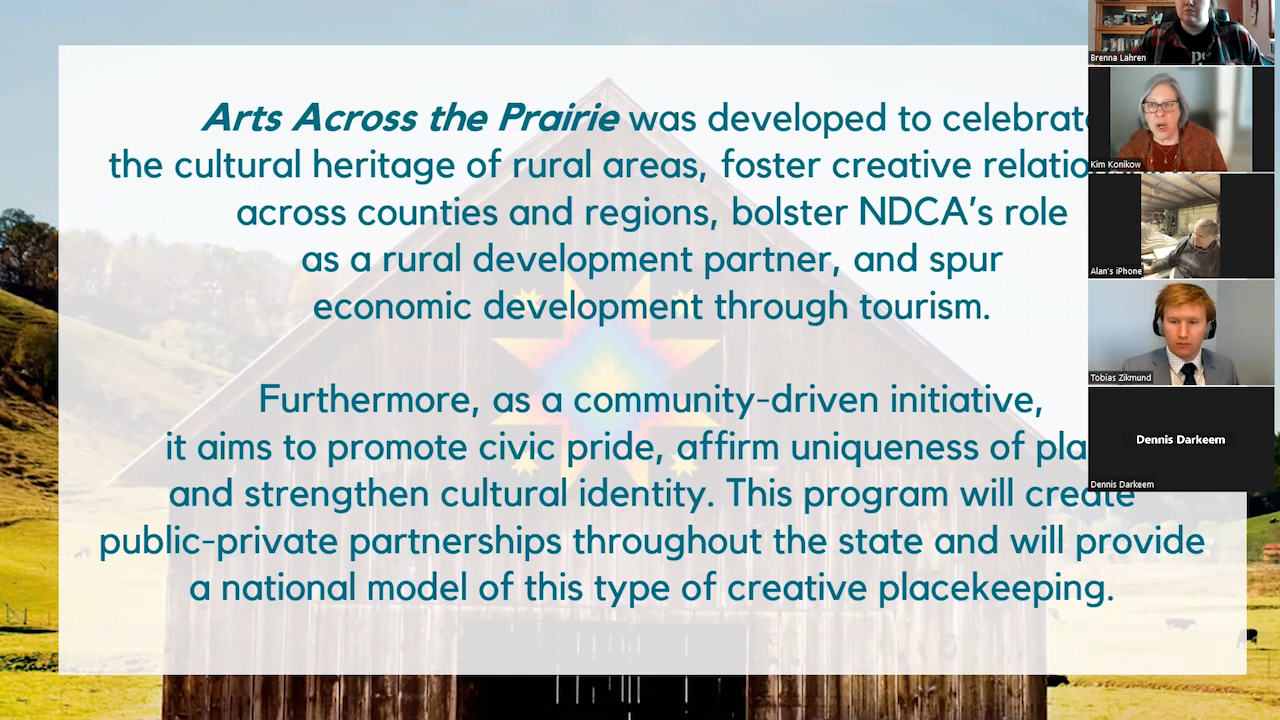 Arts Across the Prairie was developed to celebrate
the cultural heritage of rural areas, foster creative
across counties and regions, bolster NDCA's role
as a rural development partner, and spur
economic development through tourism.
Furthermore, as a community-driven initiative,
it aims to promote civic pride, affirm uniqueness of
and strengthen cultural identity. This program will create
public-private partnerships throughout the state and will provide
a national model of this type of creative placekeeping.
Brenna Lahren
Kim Konikow
Alan's iPhone
Tobias Zikmund
Dennis Darkeem
Dennis Darkeem